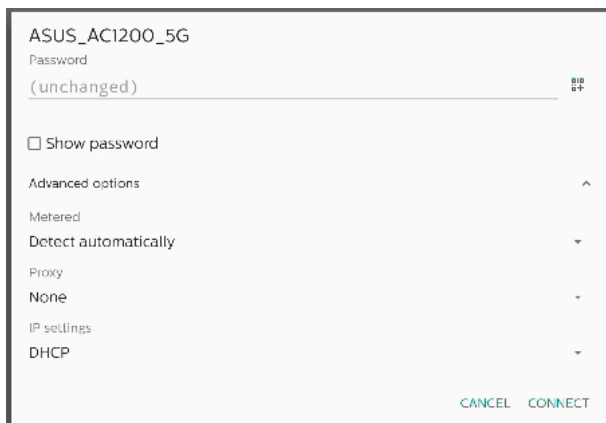 ASUS_AC1200_5G
Password
(unchanged)
Show password
Advanced options
Metered
Detect automatically
Proxy
None
IP settings
DHCP
CANCEL CONNECT